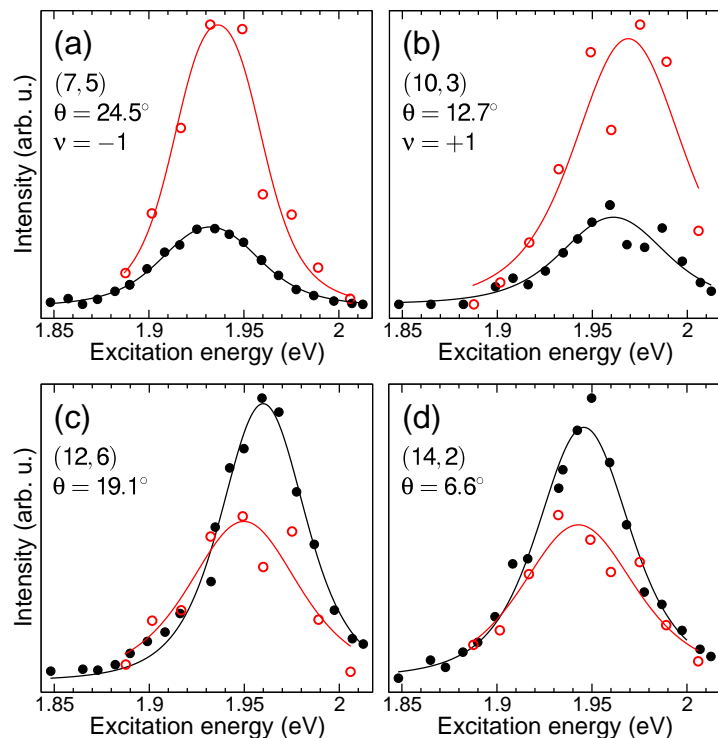 (a)
(7,5)
θ = 24.5°
ν = −1
Intensity (arb. u.)
1.85 1.9 1.95 2
Excitation energy (eV)
(b)
(10,3)
θ = 12.7°
ν = +1
1.85 1.9 1.95 2
Excitation energy (eV)
(c)
(12,6)
θ = 19.1°
Intensity (arb. u.)
1.85 1.9 1.95 2
Excitation energy (eV)
(d)
(14,2)
θ = 6.6°
1.85 1.9 1.95 2
Excitation energy (eV)